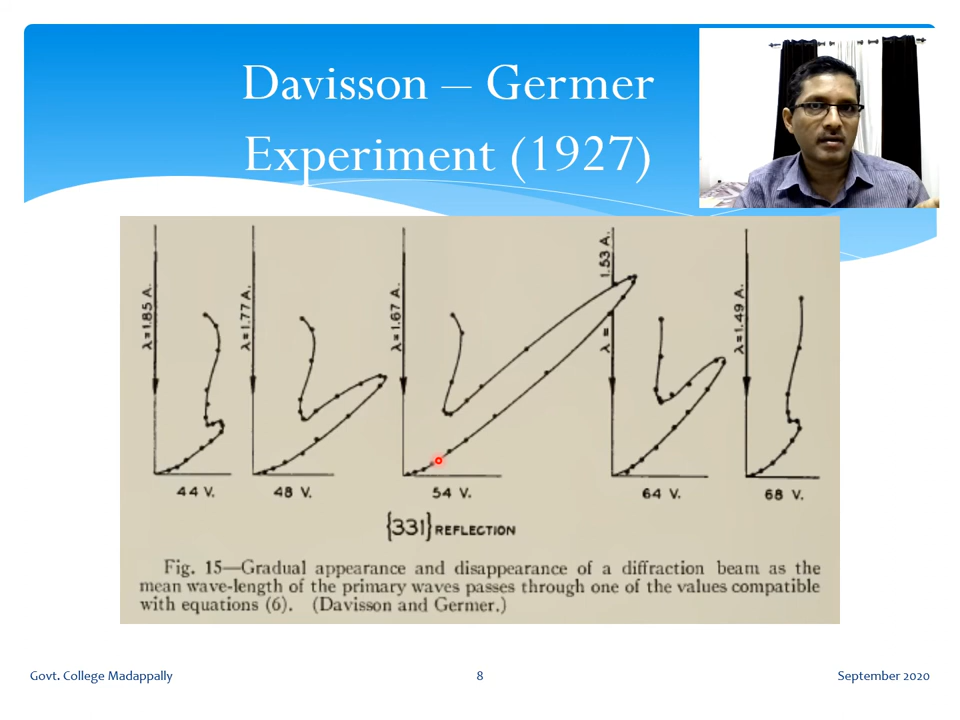 Davisson – Germer
Experiment (1927)
λ=1.85 A.
λ=1.77 A.
λ=1.67 A.
λ= 1.53 A.
λ=1.49 A.
44 V.
48 V.
54 V.
64 V.
68 V.
{331} REFLECTION
Fig. 15—Gradual appearance and disappearance of a diffraction beam as the
mean wave-length of the primary waves passes through one of the values compatible
with equations (6). (Davisson and Germer.)
Govt. College Madappally
8
September 2020